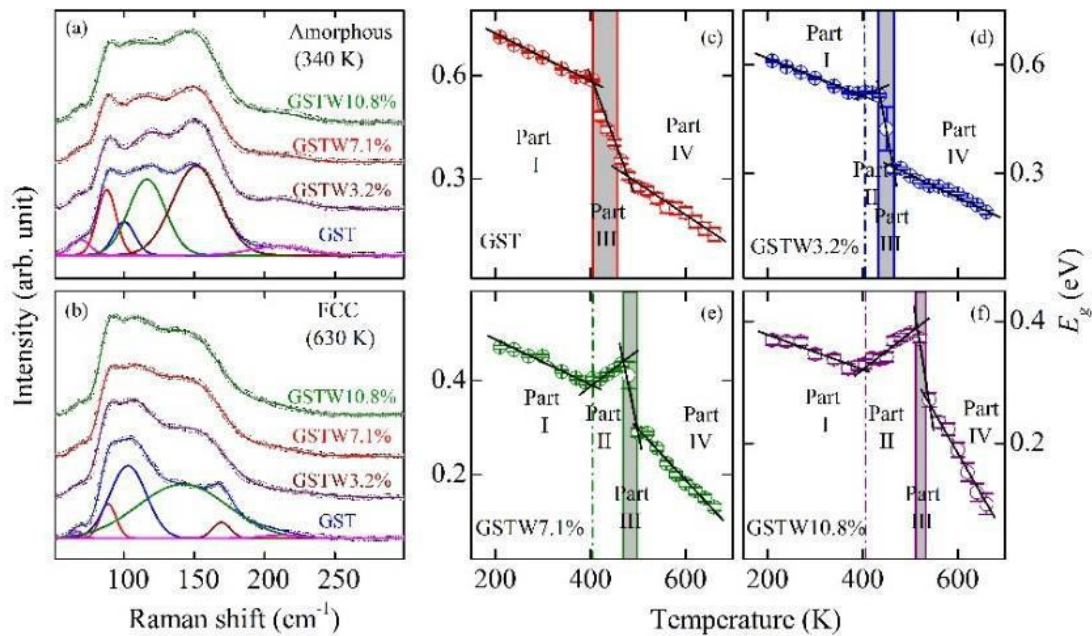 (a)
Amorphous
(340 K)
GSTW10.8%
GSTW7.1%
GSTW3.2%
GST
(b)
FCC
(630 K)
GSTW10.8%
GSTW7.1%
GSTW3.2%
GST
50 100 150 200 250
Raman shift (cm-1)
Intensity (arb. unit)
(c)
0.6
0.3
Part
I
Part
III
Part
IV
GST
(d)
0.6
0.3
Part
I
Part
II
Part
III
Part
IV
GSTW3.2%
(e)
0.4
0.2
Part
I
Part
II
Part
III
Part
IV
GSTW7.1%
200 400 600
(f)
0.4
0.2
Part
I
Part
II
Part
III
Part
IV
GSTW10.8%
200 400 600
Temperature (K)
Eg (eV)